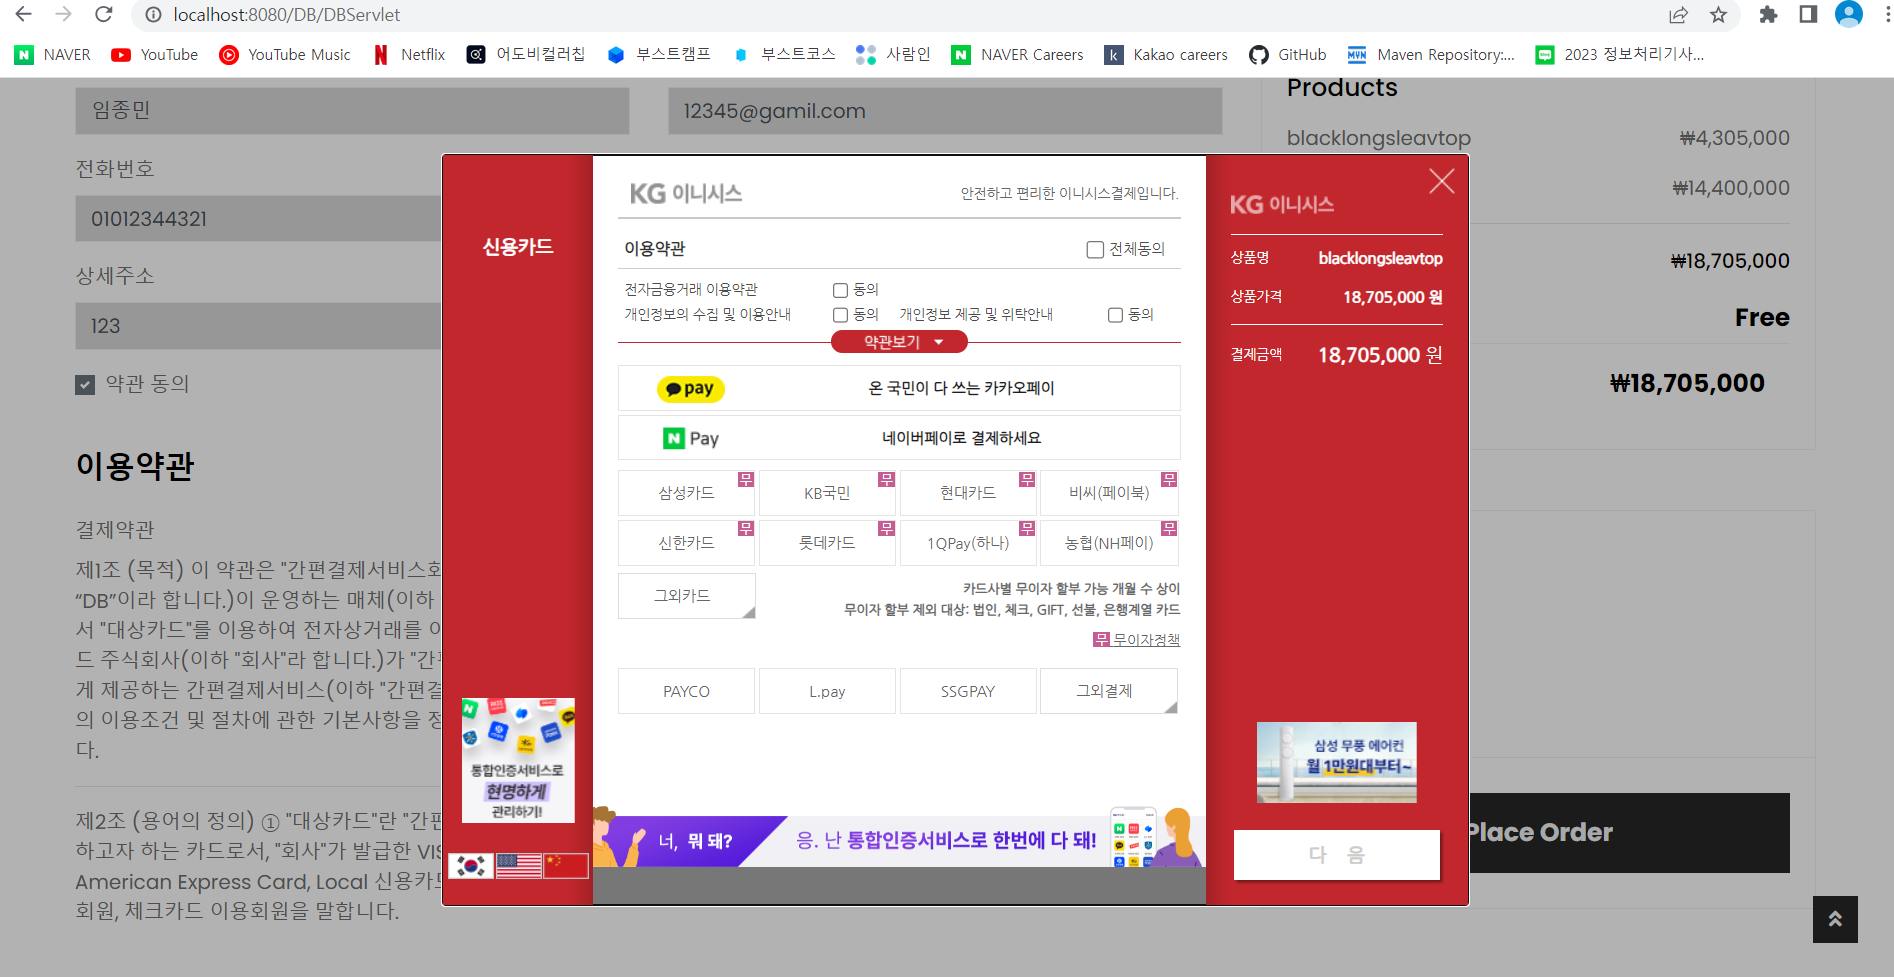 localhost:8080/DB/DBServlet
NAVER
YouTube
YouTube Music
Netflix
어도비컬러칩
부스트캠프
부스트코스
사람인
NAVER Careers
Kakao careers
GitHub
Maven Repository:...
2023 정보처리기사...
임종민
12345@gamil.com
전화번호
01012344321
상세주소
123
약관 동의
이용약관
결제약관
제1조 (목적) 이 약관은 "간편결제서비스회
“DB”이라 합니다.)이 운영하는 매체(이하
서 "대상카드"를 이용하여 전자상거래를 이
드 주식회사(이하 "회사"라 합니다.)가 "간편
게 제공하는 간편결제서비스(이하 "간편결
의 이용조건 및 절차에 관한 기본사항을 정
다.
제2조 (용어의 정의) ① "대상카드"란 "간편
하고자 하는 카드로서, "회사"가 발급한 VIS
American Express Card, Local 신용카드
회원, 체크카드 이용회원을 말합니다.
신용카드
통합인증서비스로
현명하게
관리하기!
KG 이니시스
안전하고 편리한 이니시스결제입니다.
이용약관
전체동의
전자금융거래 이용약관
동의
개인정보의 수집 및 이용안내
동의
개인정보 제공 및 위탁안내
동의
약관보기
pay
온 국민이 다 쓰는 카카오페이
N Pay
네이버페이로 결제하세요
삼성카드 무
KB국민 무
현대카드 무
비씨(페이북) 무
신한카드 무
롯데카드 무
1QPay(하나) 무
농협(NH페이) 무
그외카드
카드사별 무이자 할부 가능 개월 수 상이
무이자 할부 제외 대상: 법인, 체크, GIFT, 선불, 은행계열 카드
무 무이자정책
PAYCO
L.pay
SSGPAY
그외결제
너, 뭐 돼?
응. 난 통합인증서비스로 한번에 다 돼!
KG 이니시스
상품명 blacklongsleavtop
상품가격 18,705,000 원
결제금액 18,705,000 원
삼성 무풍 에어컨
월 1만원대부터~
다 음
Products
blacklongsleavtop ₩4,305,000
₩14,400,000
₩18,705,000
Free
₩18,705,000
Place Order